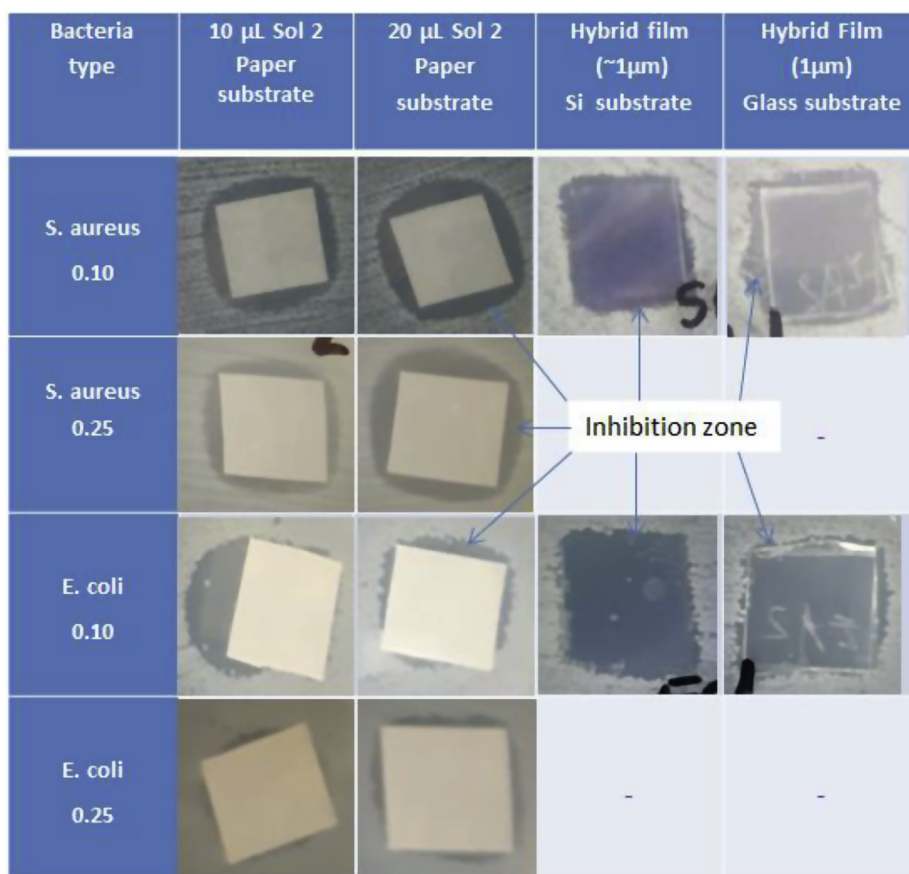 Bacteria
type
10 µL Sol 2
Paper
substrate
20 µL Sol 2
Paper
substrate
Hybrid film
(~1µm)
Si substrate
Hybrid Film
(1µm)
Glass substrate
S. aureus
0.10
S. aureus
0.25
Inhibition zone
-
E. coli
0.10
E. coli
0.25
-
-